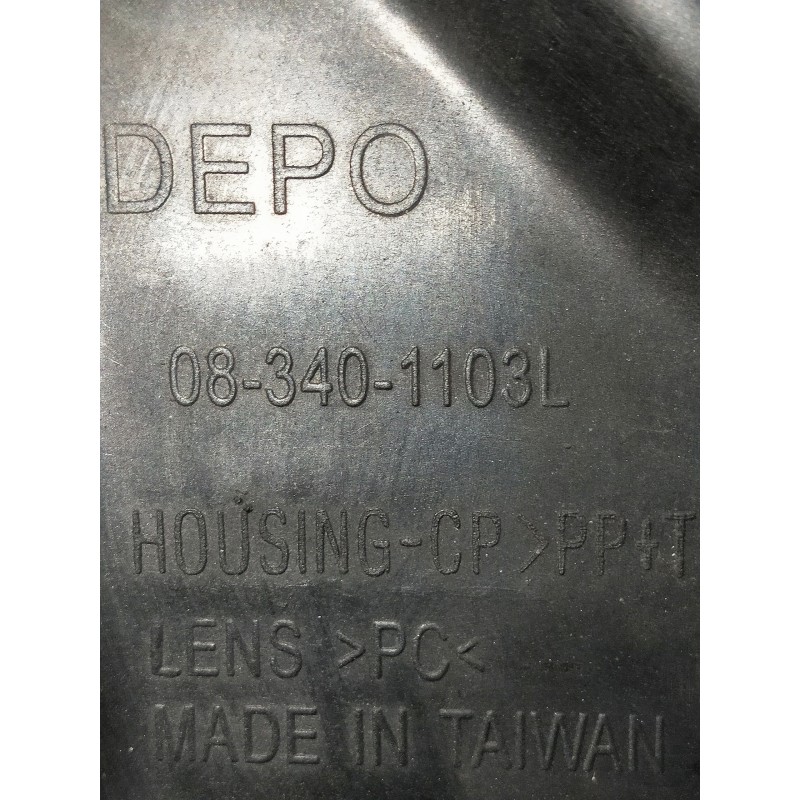 DEPO
08-340-1103L
HOUSING-CP >PP+T
LENS >PC<
MADE IN TAIWAN